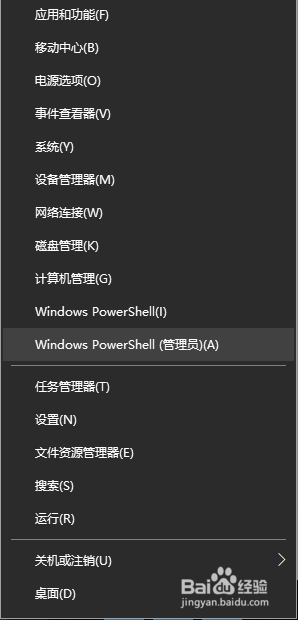 应用和功能(F)
移动中心(B)
电源选项(O)
事件查看器(V)
系统(Y)
设备管理器(M)
网络连接(W)
磁盘管理(K)
计算机管理(G)
Windows PowerShell(I)
Windows PowerShell (管理员)(A)
任务管理器(T)
设置(N)
文件资源管理器(E)
搜索(S)
运行(R)
关机或注销(U)
桌面(D)
Baidu 经验
jingyan.baidu.com